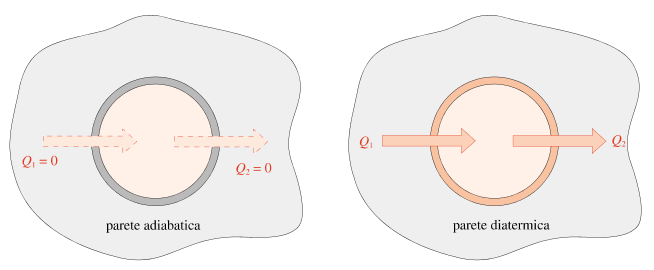 Q₁ = 0
Q₂ = 0
parete adiabatica
Q₁
Q₂
parete diatermica